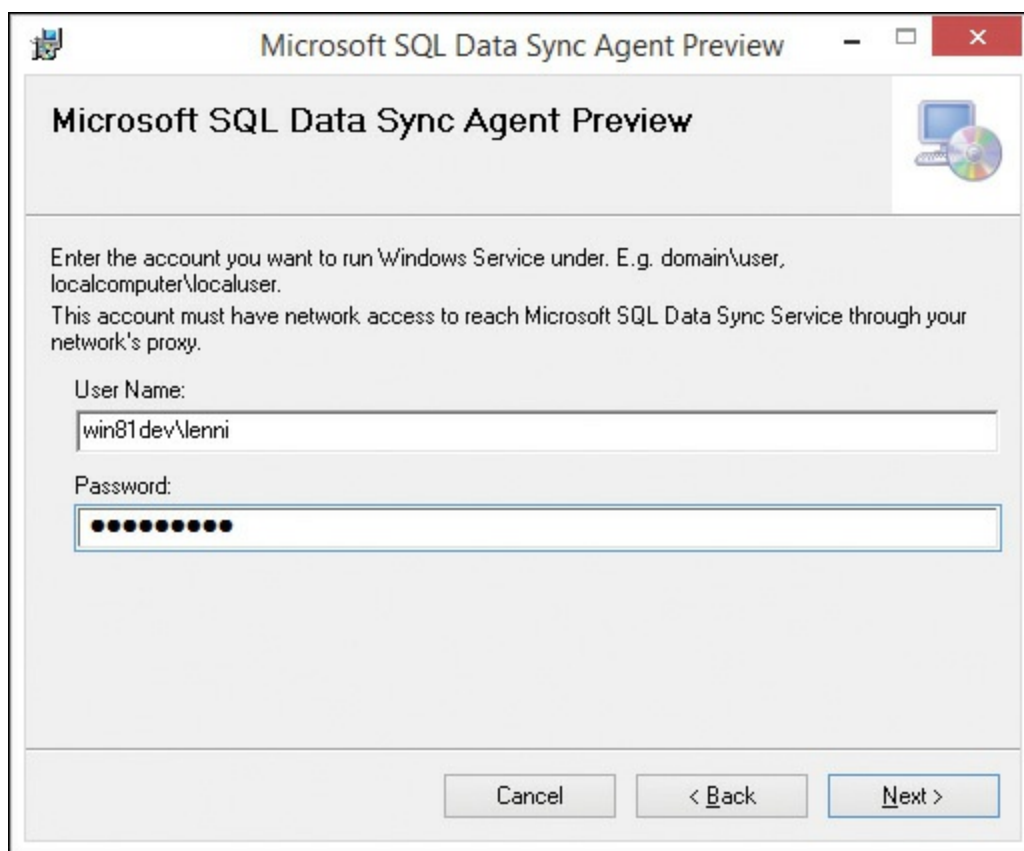 Microsoft SQL Data Sync Agent Preview
Microsoft SQL Data Sync Agent Preview
Enter the account you want to run Windows Service under. E.g. domain\user,
localcomputer\localuser.
This account must have network access to reach Microsoft SQL Data Sync Service through your
network's proxy.
User Name:
win81dev\lenni
Password:
●●●●●●●●●
Cancel
< Back
Next >